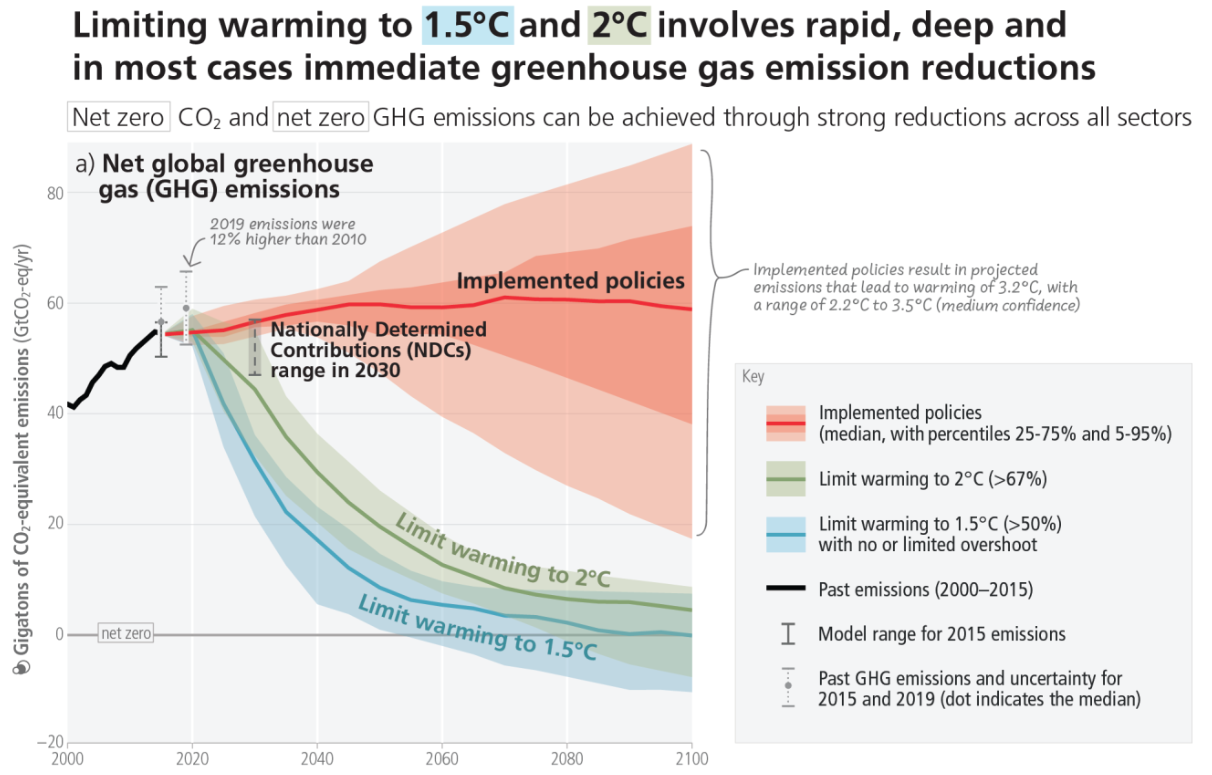 Limiting warming to 1.5°C and 2°C involves rapid, deep and
in most cases immediate greenhouse gas emission reductions
Net zero CO₂ and net zero GHG emissions can be achieved through strong reductions across all sectors
a) Net global greenhouse
gas (GHG) emissions
Gigatons of CO₂-equivalent emissions (GtCO₂-eq/yr)
80
60
40
20
0
−20
2019 emissions were
12% higher than 2010
Implemented policies
Nationally Determined
Contributions (NDCs)
range in 2030
Limit warming to 2°C
Limit warming to 1.5°C
net zero
2000
2020
2040
2060
2080
2100
Implemented policies result in projected
emissions that lead to warming of 3.2°C, with
a range of 2.2°C to 3.5°C (medium confidence)
Key
Implemented policies
(median, with percentiles 25-75% and 5-95%)
Limit warming to 2°C (>67%)
Limit warming to 1.5°C (>50%)
with no or limited overshoot
Past emissions (2000–2015)
Model range for 2015 emissions
Past GHG emissions and uncertainty for
2015 and 2019 (dot indicates the median)